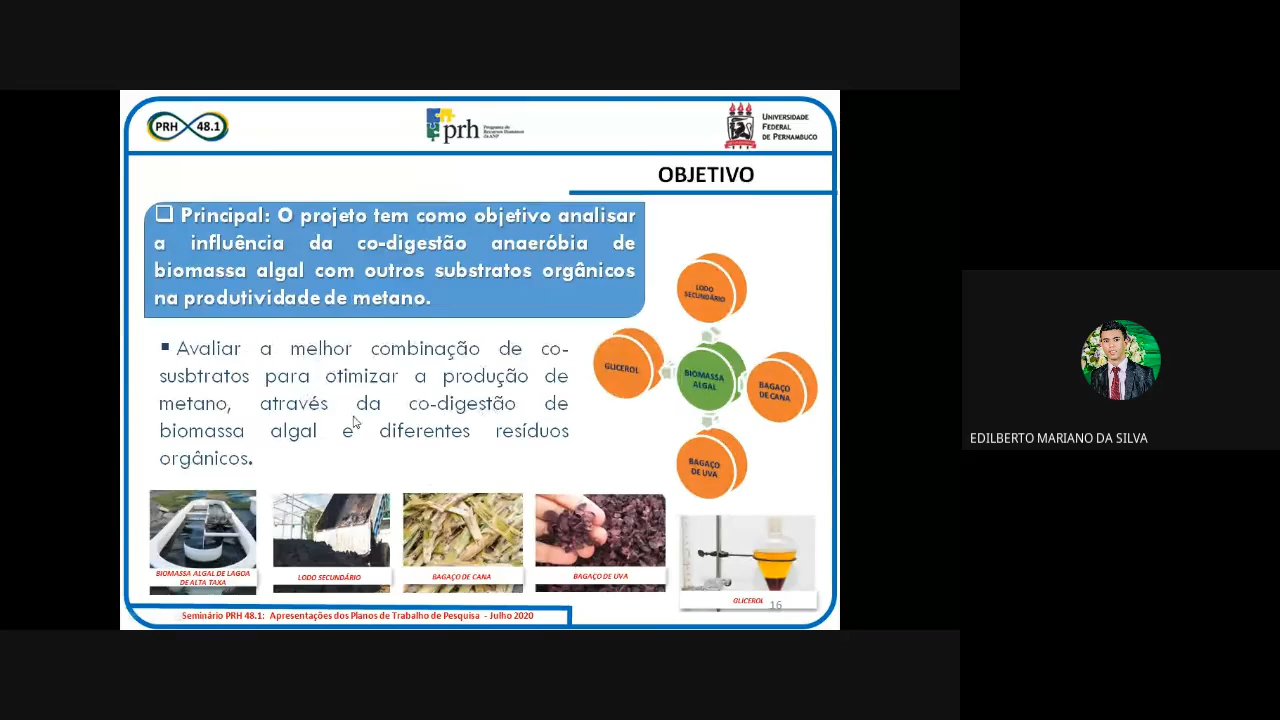 PRH 48.1
prh
Programa de
Recursos Humanos
da ANP
UNIVERSIDADE
FEDERAL
DE PERNAMBUCO
OBJETIVO
❑ Principal: O projeto tem como objetivo analisar
a influência da co-digestão anaeróbia de
biomassa algal com outros substratos orgânicos
na produtividade de metano.
▪ Avaliar a melhor combinação de co-
susbtratos para otimizar a produção de
metano, através da co-digestão de
biomassa algal e diferentes resíduos
orgânicos.
LODO
SECUNDÁRIO
GLICEROL
BIOMASSA
ALGAL
BAGAÇO
DE CANA
BAGAÇO
DE UVA
BIOMASSA ALGAL DE LAGOA
DE ALTA TAXA
LODO SECUNDÁRIO
BAGAÇO DE CANA
BAGAÇO DE UVA
GLICEROL
16
Seminário PRH 48.1: Apresentações dos Planos de Trabalho de Pesquisa - Julho 2020
EDILBERTO MARIANO DA SILVA